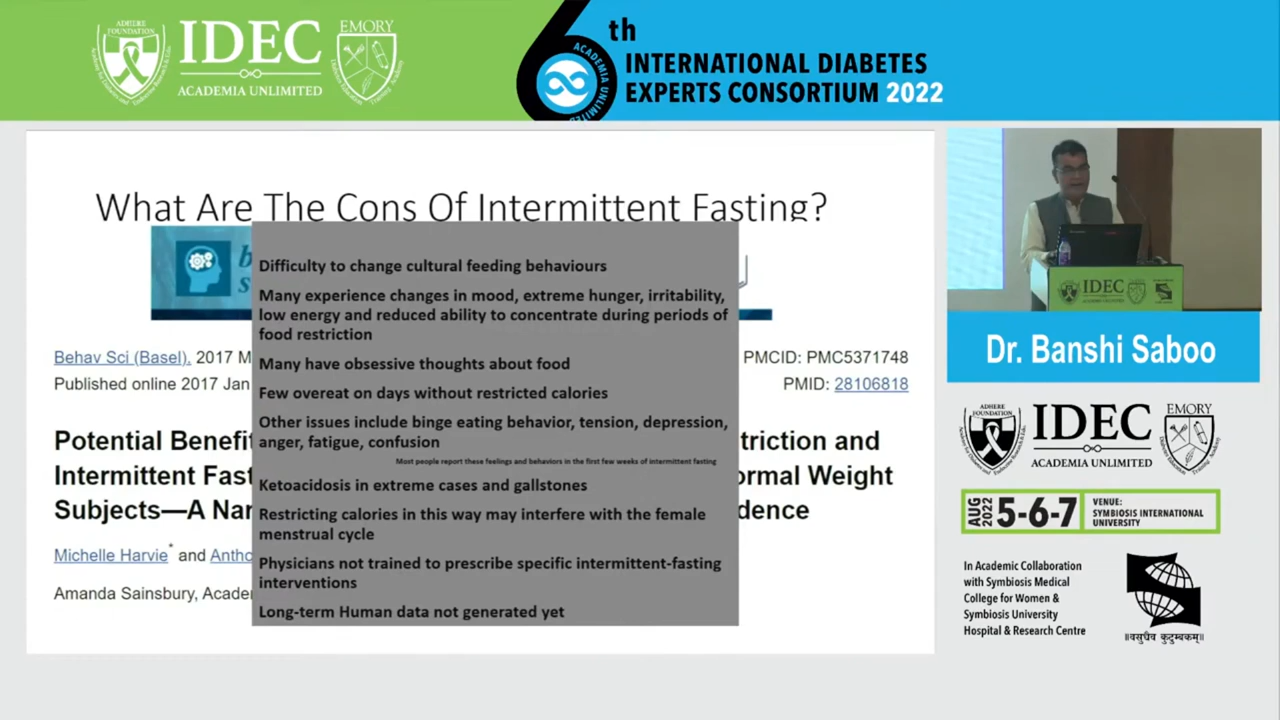 ADHERE
FOUNDATION
IDEC
ACADEMIA UNLIMITED
EMORY
6th
ACADEMIA UNLIMITED
INTERNATIONAL DIABETES
EXPERTS CONSORTIUM 2022
What Are The Cons Of Intermittent Fasting?
Behav Sci (Basel). 2017 M
PMCID: PMC5371748
Published online 2017 Jan
PMID: 28106818
Potential Benefi
triction and
Intermittent Fas
ormal Weight
Subjects—A Nar
dence
Michelle Harvie* and Antho
Amanda Sainsbury, Acade
Difficulty to change cultural feeding behaviours
Many experience changes in mood, extreme hunger, irritability,
low energy and reduced ability to concentrate during periods of
food restriction
Many have obsessive thoughts about food
Few overeat on days without restricted calories
Other issues include binge eating behavior, tension, depression,
anger, fatigue, confusion
Most people report these feelings and behaviors in the first few weeks of intermittent fasting
Ketoacidosis in extreme cases and gallstones
Restricting calories in this way may interfere with the female
menstrual cycle
Physicians not trained to prescribe specific intermittent-fasting
interventions
Long-term Human data not generated yet
IDEC
Dr. Banshi Saboo
ADHERE
FOUNDATION
IDEC
ACADEMIA UNLIMITED
EMORY
AUG
2022
5-6-7
VENUE:
SYMBIOSIS INTERNATIONAL
UNIVERSITY
In Academic Collaboration
with Symbiosis Medical
College for Women &
Symbiosis University
Hospital & Research Centre
॥वसुधैव कुटुम्बकम्॥